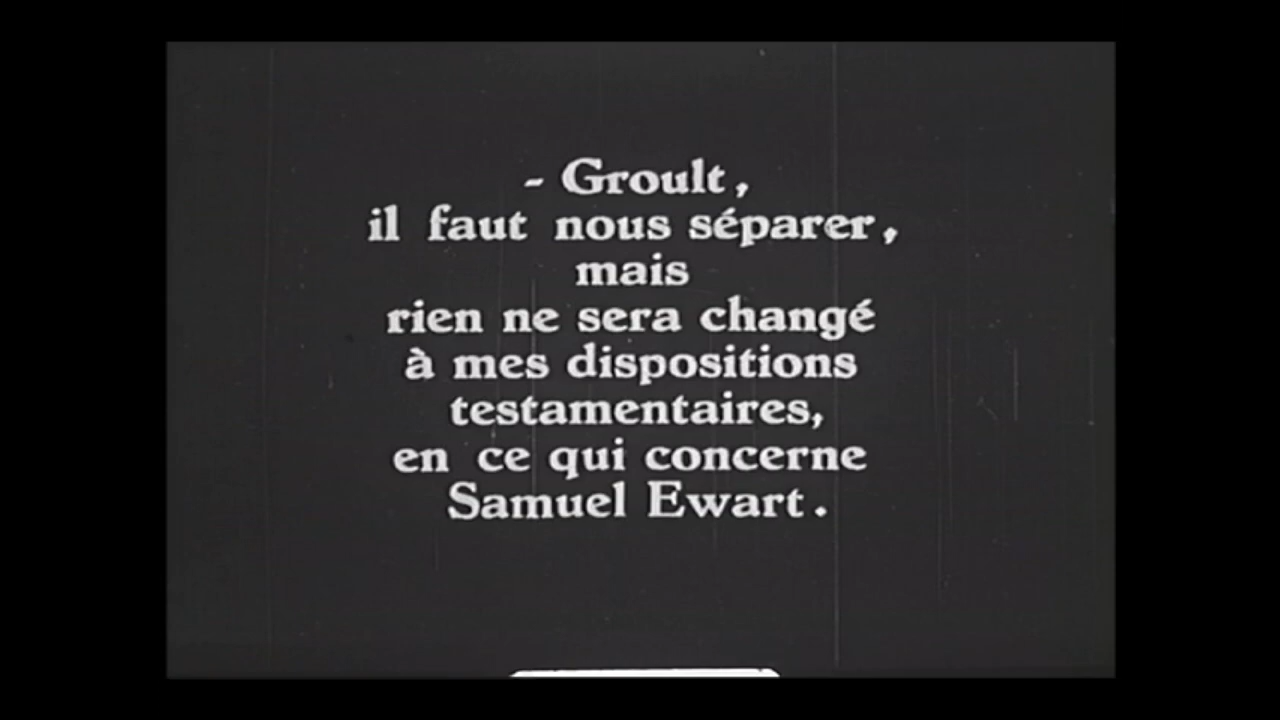 - Groult,
il faut nous séparer,
mais
rien ne sera changé
à mes dispositions
testamentaires,
en ce qui concerne
Samuel Ewart.